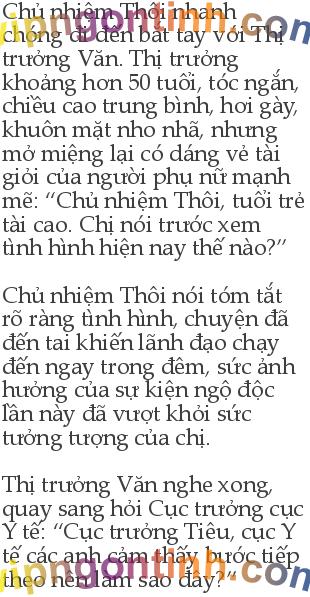 Chủ nhiệm Thôi nhanh
chóng đi đến bắt tay với Thị
trưởng Văn. Thị trưởng
khoảng hơn 50 tuổi, tóc ngắn,
chiều cao trung bình, hơi gày,
khuôn mặt nho nhã, nhưng
mở miệng lại có dáng vẻ tài
giỏi của người phụ nữ mạnh
mẽ: “Chủ nhiệm Thôi, tuổi trẻ
tài cao. Chị nói trước xem
tình hình hiện nay thế nào?”
Chủ nhiệm Thôi nói tóm tắt
rõ ràng tình hình, chuyện đã
đến tai khiến lãnh đạo chạy
đến ngay trong đêm, sức ảnh
hưởng của sự kiện ngộ độc
lần này đã vượt khỏi sức
tưởng tượng của chị.
Thị trưởng Văn nghe xong,
quay sang hỏi Cục trưởng cục
Y tế: “Cục trưởng Tiêu, cục Y
tế các anh cảm thấy bước tiếp
theo nên làm sao đây?”
vipngontinh.com
vipngontinh.com